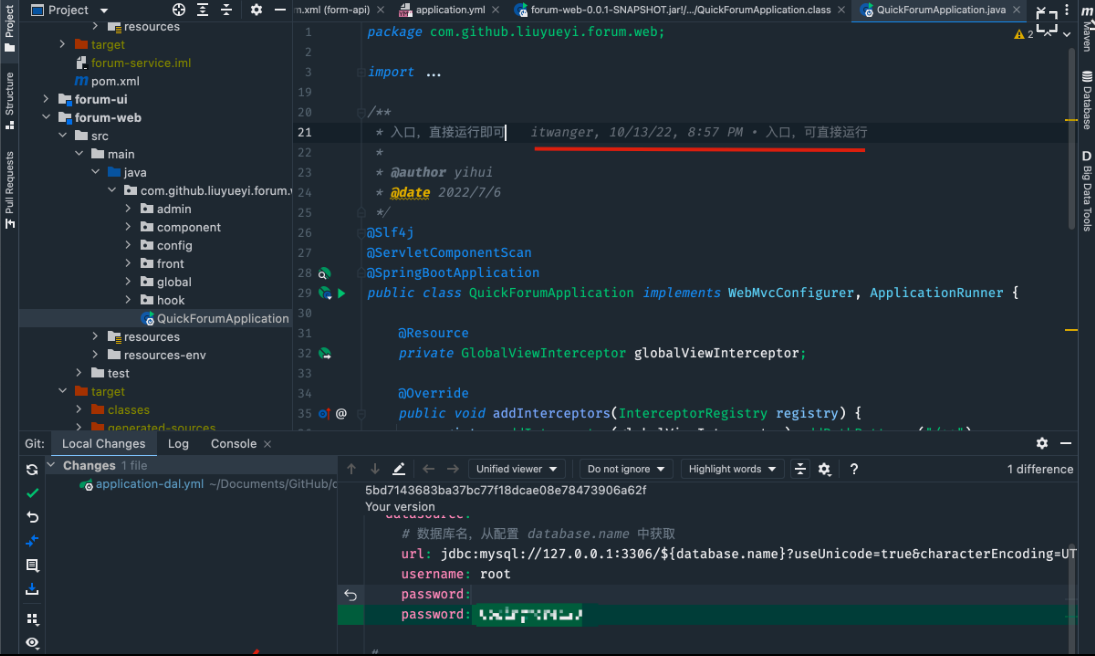 Project
m.xml (form-api)
application.yml
forum-web-0.0.1-SNAPSHOT.jar!/.../QuickForumApplication.class
QuickForumApplication.java
Project
Structure
Pull Requests
resources
target
forum-service.iml
pom.xml
forum-ui
forum-web
src
main
java
com.github.liuyueyi.forum.w
admin
component
config
front
global
hook
QuickForumApplication
resources
resources-env
test
target
classes
generated-sources
1 package com.github.liuyueyi.forum.web;
2
2
3 import ...
19
20 /**
21 * 入口，直接运行即可 itwanger, 10/13/22, 8:57 PM • 入口，可直接运行
22 *
23 * @author yihui
24 * @date 2022/7/6
25 */
26 @Slf4j
27 @ServletComponentScan
28 @SpringBootApplication
29 public class QuickForumApplication implements WebMvcConfigurer, ApplicationRunner {
30
31 @Resource
32 private GlobalViewInterceptor globalViewInterceptor;
33
34 @Override
35 @ public void addInterceptors(InterceptorRegistry registry) {
Maven
Database
D Big Data Tools
Git: Local Changes Log Console
Changes 1 file
application-dal.yml ~/Documents/GitHub/
Unified viewer Do not ignore Highlight words ? 1 difference
5bd7143683ba37bc77f18dcae08e78473906a62f
Your version
datasource:
# 数据库名，从配置 database.name 中获取
url: jdbc:mysql://127.0.0.1:3306/${database.name}?useUnicode=true&characterEncoding=UT
username: root
password:
password:
#